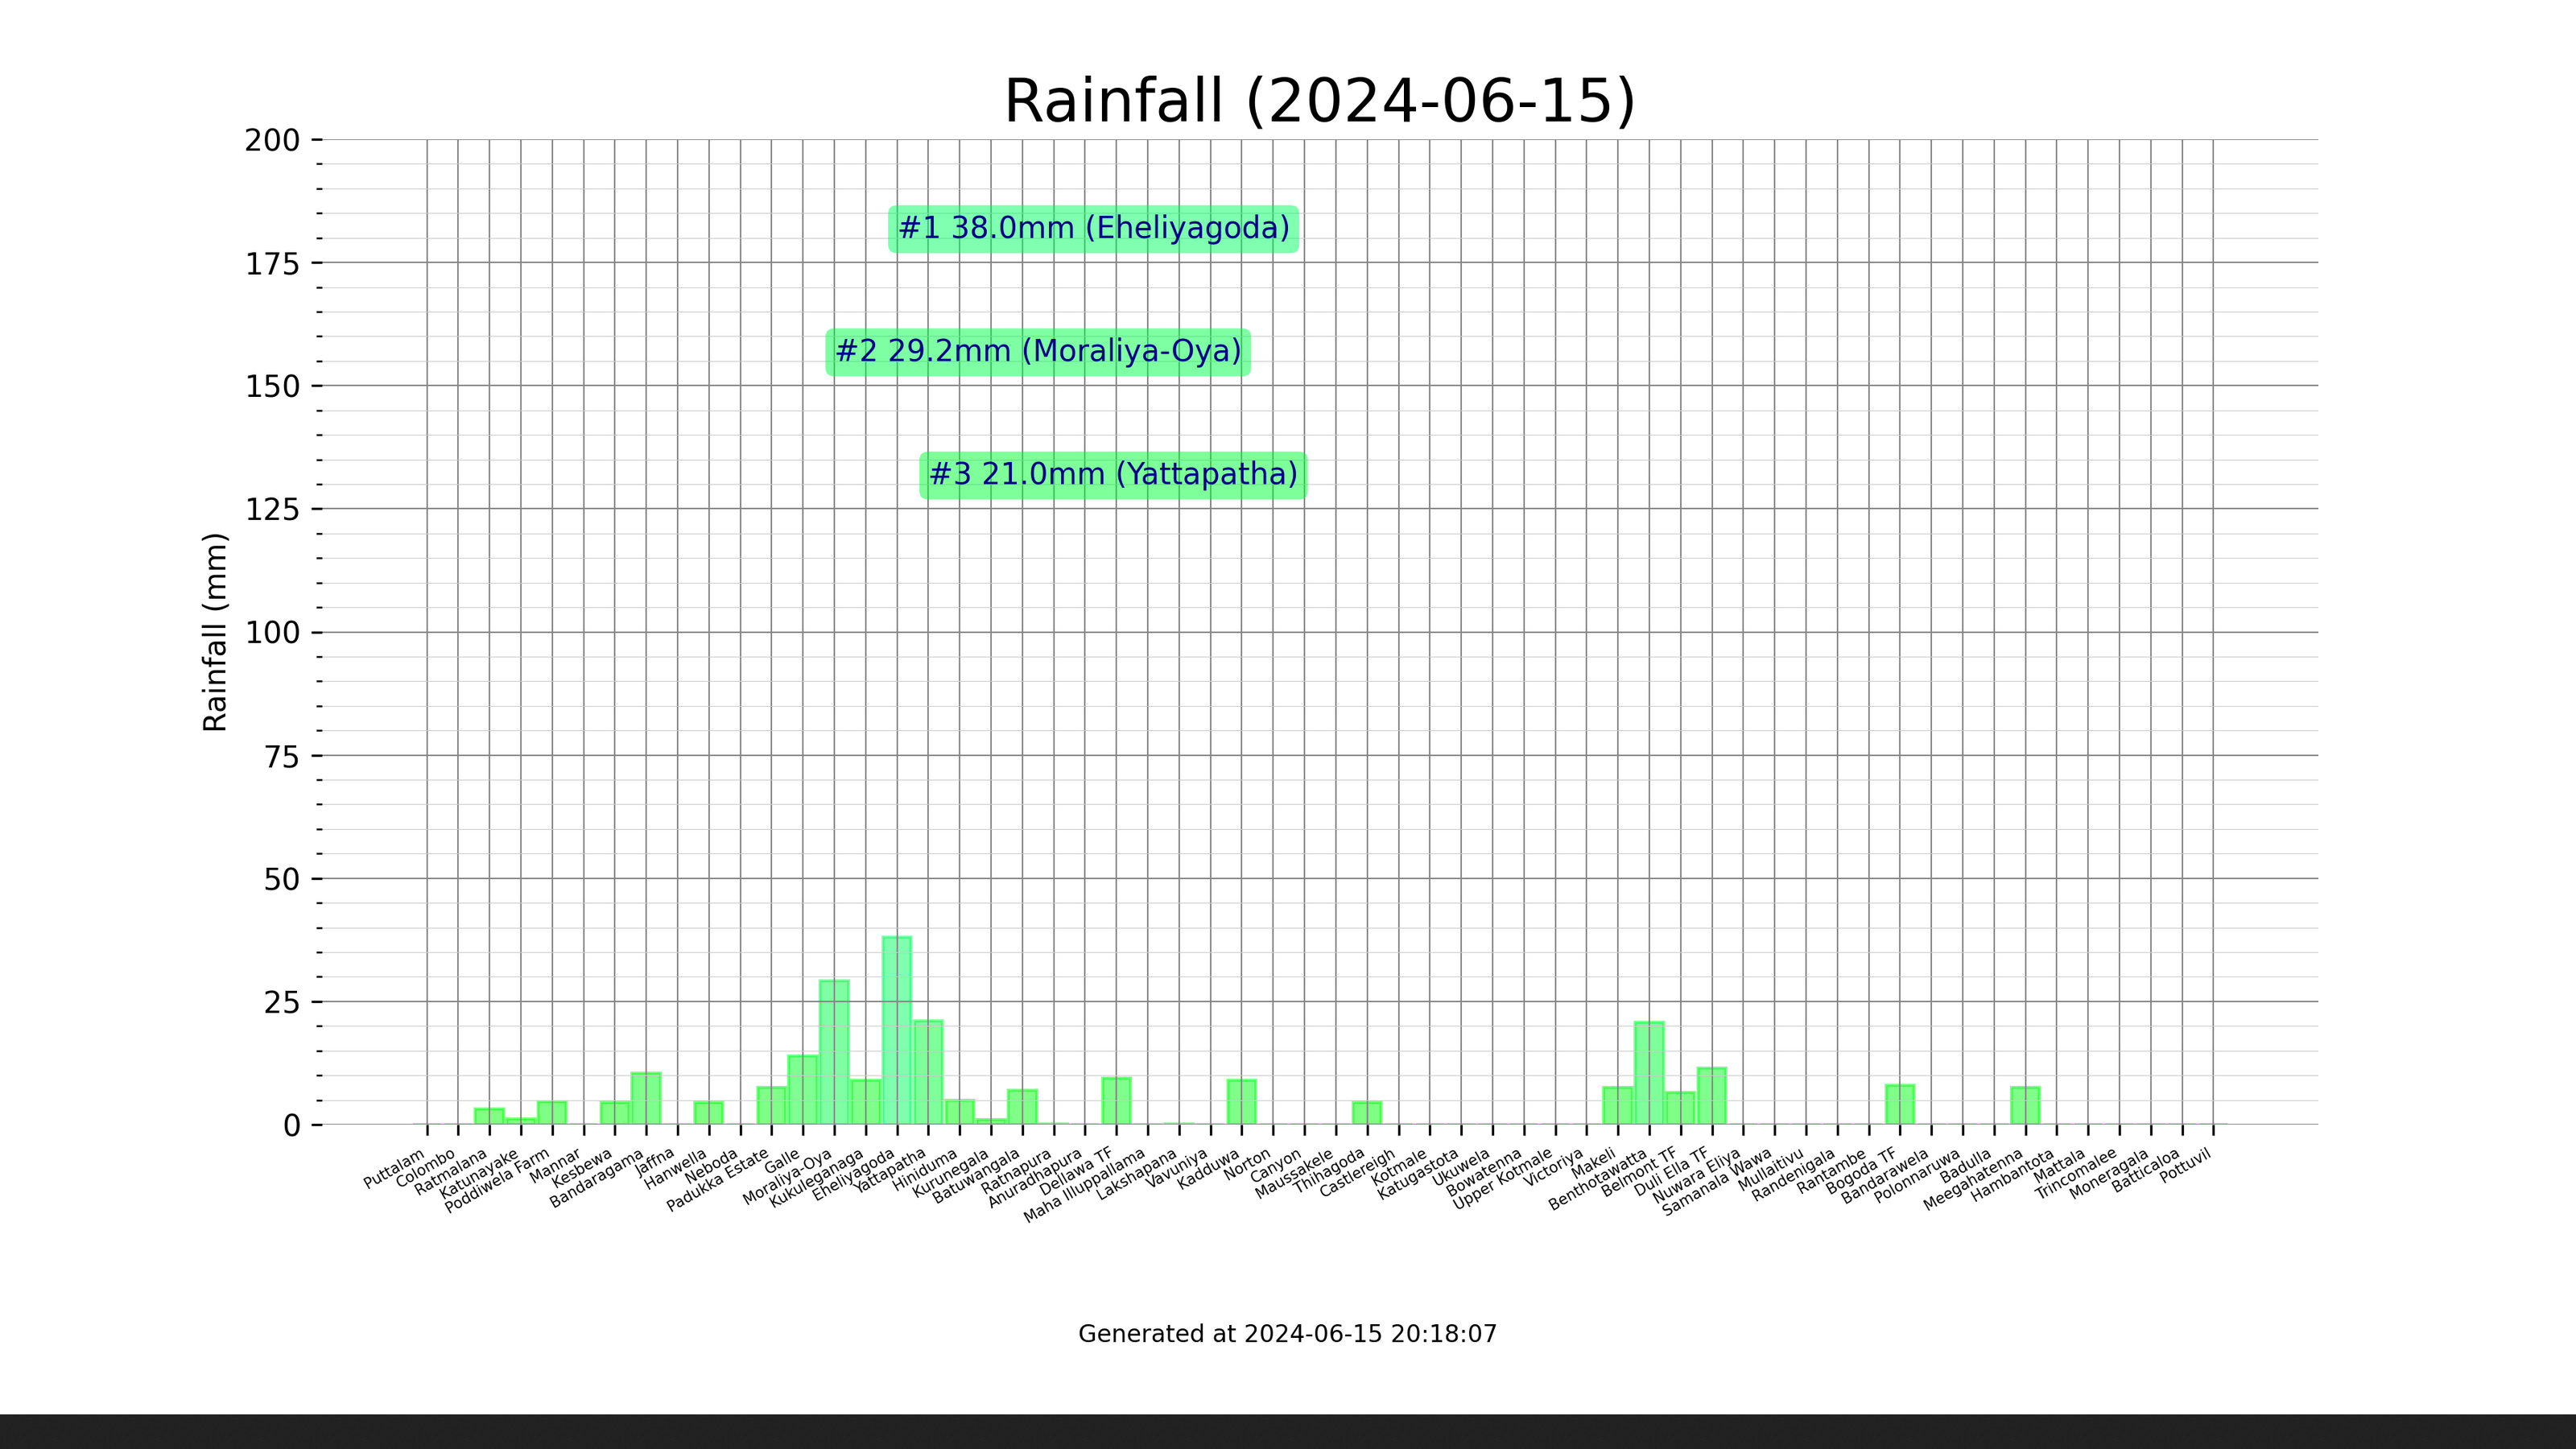 Rainfall (2024-06-15)
200
175
150
125
100
75
50
25
0
Rainfall (mm)
#1 38.0mm (Eheliyagoda)
#2 29.2mm (Moraliya-Oya)
#3 21.0mm (Yattapatha)
Puttalam
Colombo
Ratmalana
Katunayake
Poddiwela Farm
Mannar
Kesbewa
Bandaragama
Jaffna
Hanwella
Neboda
Padukka Estate
Galle
Moraliya-Oya
Kukuleganaga
Eheliyagoda
Yattapatha
Hiniduma
Kurunegala
Batuwangala
Ratnapura
Anuradhapura
Dellawa TF
Maha Illuppallama
Lakshapana
Vavuniya
Kadduwa
Norton
Canyon
Maussakele
Thihagoda
Castlereigh
Kotmale
Katugastota
Ukuwela
Bowatenna
Upper Kotmale
Victoriya
Makeli
Benthotawatta
Belmont TF
Duli Ella TF
Nuwara Eliya
Samanala Wawa
Mullaitivu
Randenigala
Rantambe
Bogoda TF
Bandarawela
Polonnaruwa
Badulla
Meegahatenna
Hambantota
Mattala
Trincomalee
Moneragala
Batticaloa
Pottuvil
Generated at 2024-06-15 20:18:07